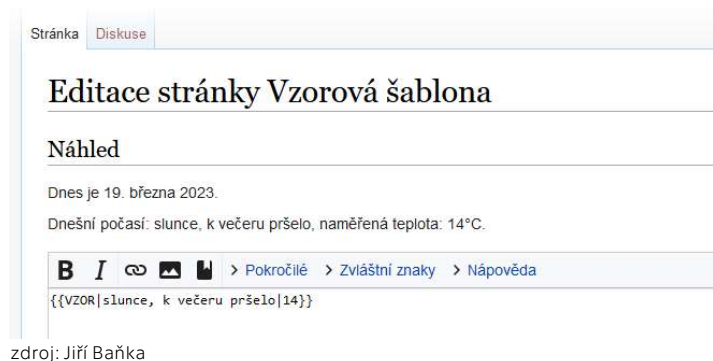 Stránka Diskuse
Editace stránky Vzorová šablona
Náhled
Dnes je 19. března 2023.
Dnešní počasí: slunce, k večeru pršelo, naměřená teplota: 14°C.
B I > Pokročilé > Zvláštní znaky > Nápověda
{{VZOR|slunce, k večeru pršelo|14}}
zdroj: Jiří Baňka